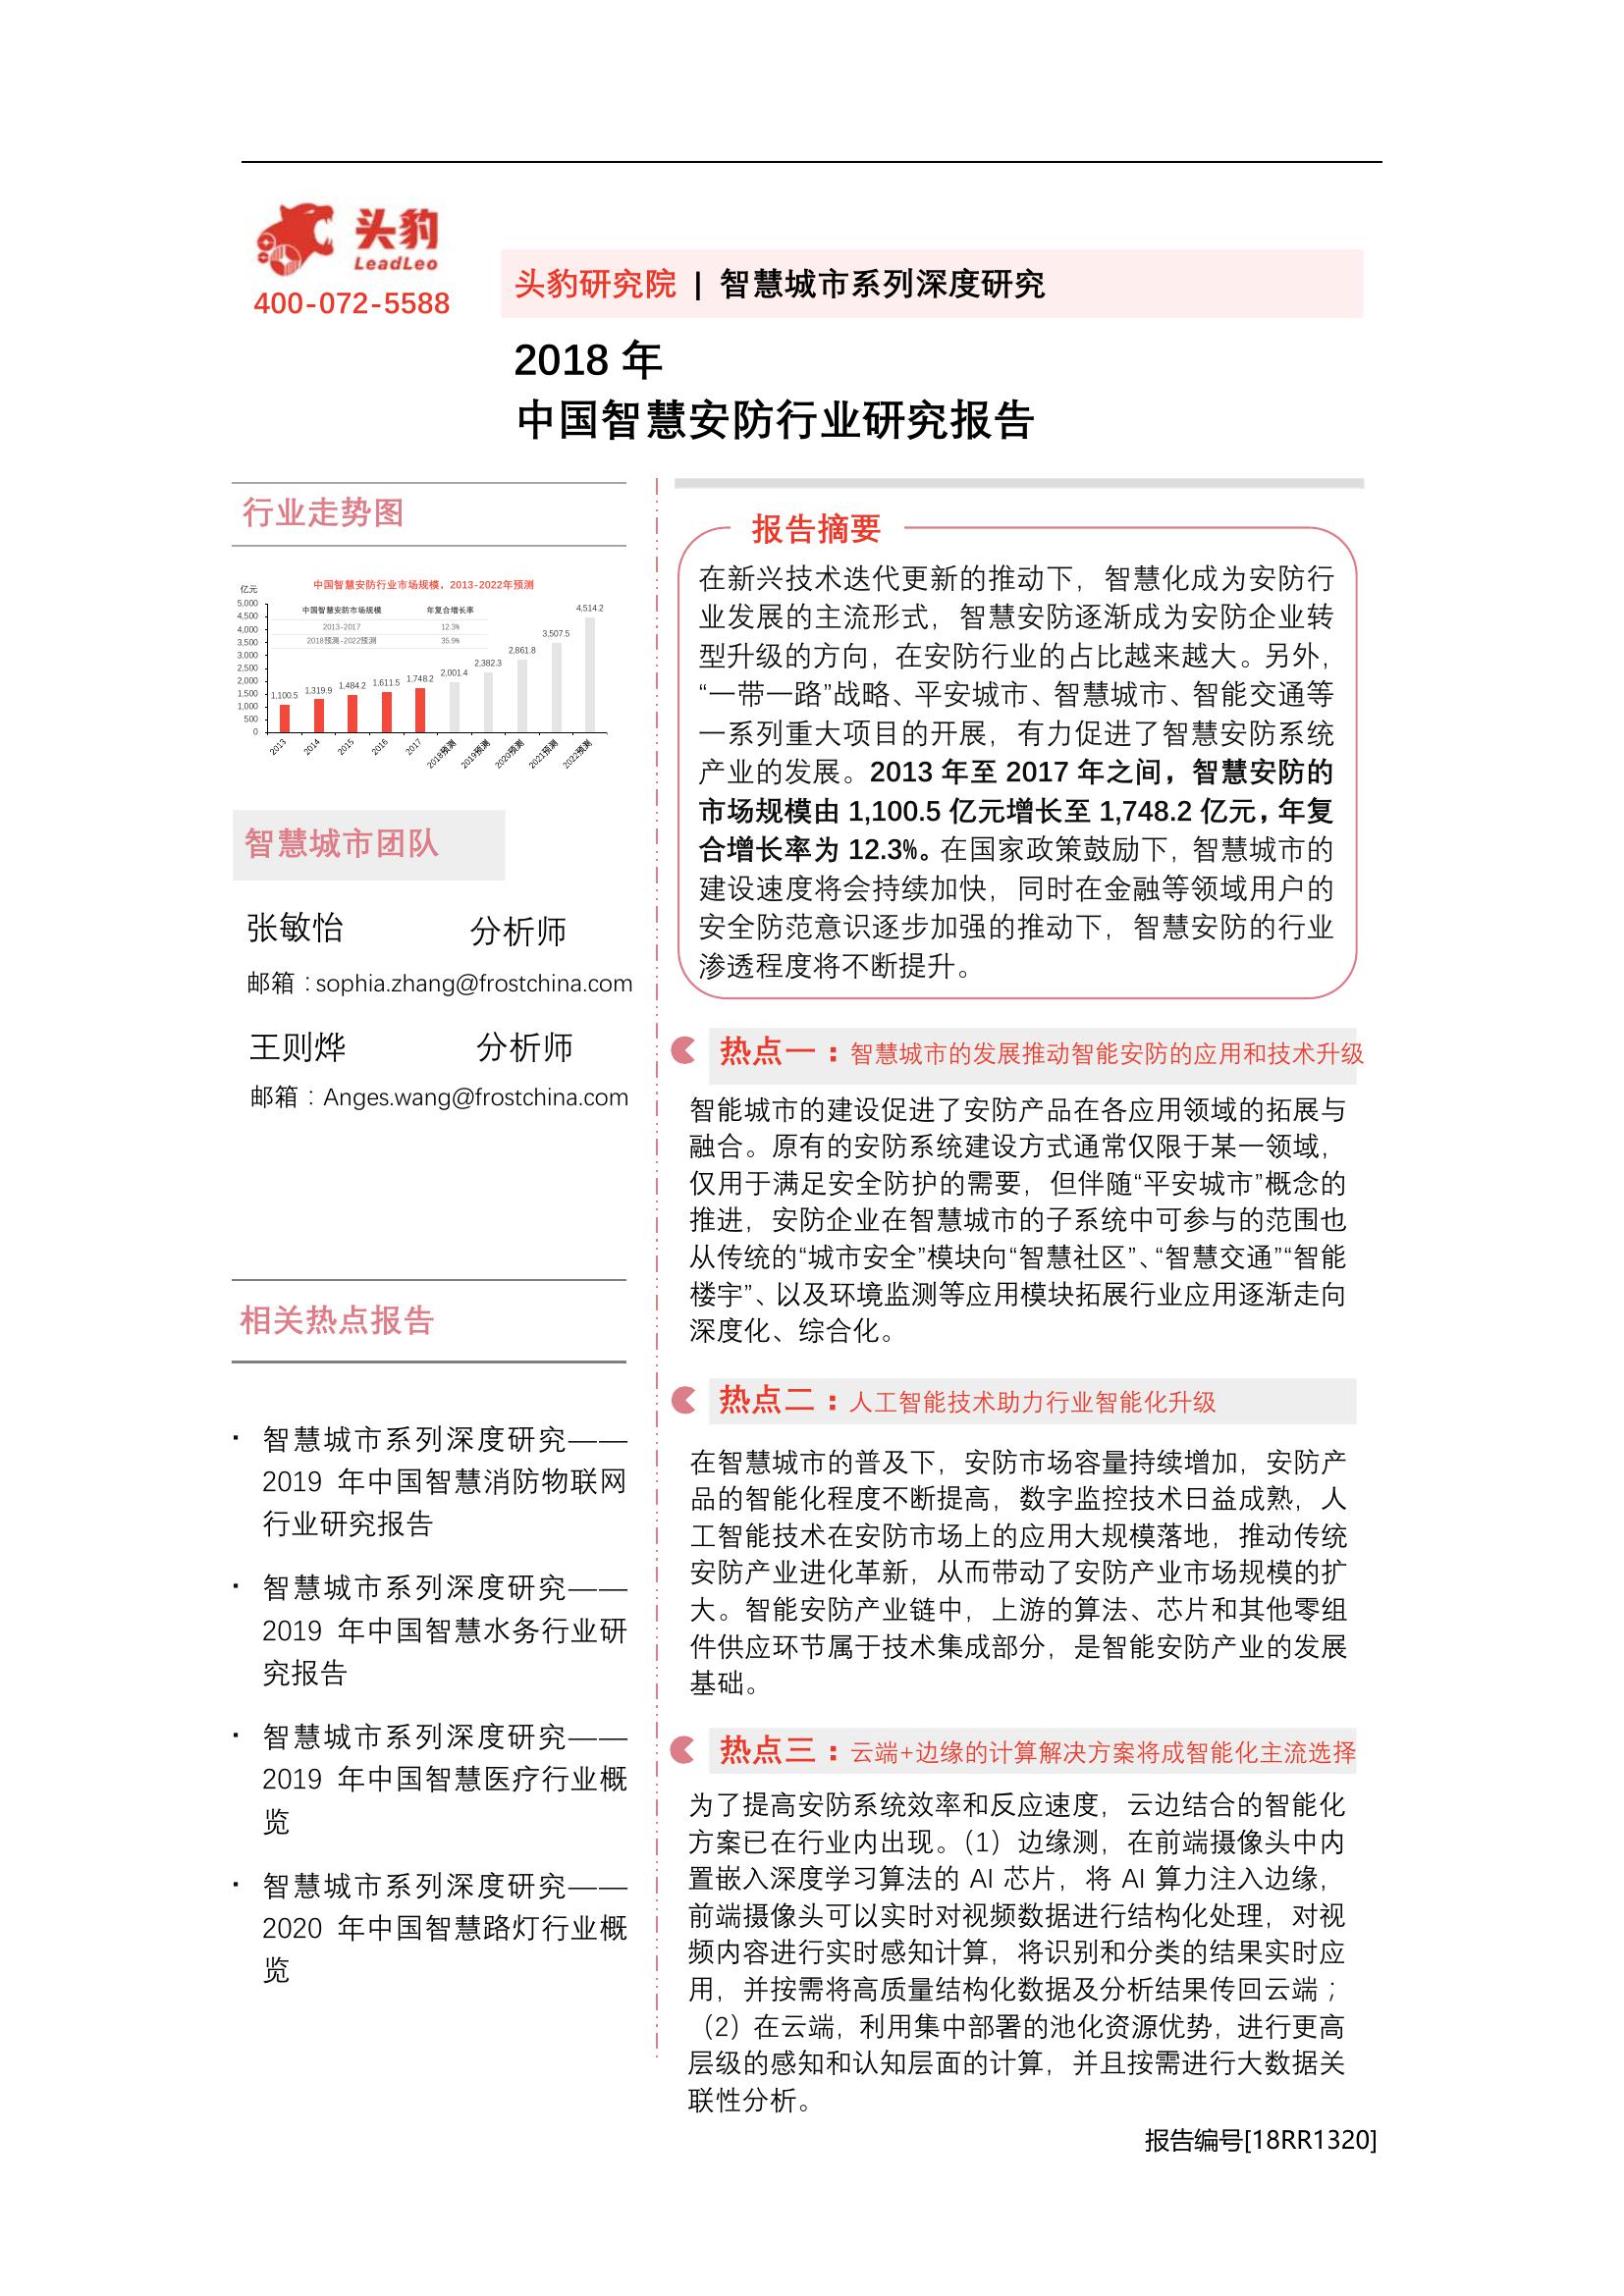 头豹
LeadLeo
400-072-5588
头豹研究院 | 智慧城市系列深度研究
2018 年
中国智慧安防行业研究报告
行业走势图
亿元
中国智慧安防行业市场规模，2013-2022年预测
中国智慧安防市场规模 年复合增长率
2013-2017 12.3%
2018预测-2022预测 35.9%
5,000
4,500
4,000
3,500
3,000
2,500
2,000
1,500
1,000
500
0
1,100.5 1,319.9 1,484.2 1,611.5 1,748.2 2,001.4 2,382.3 2,861.8 3,507.5 4,514.2
2013 2014 2015 2016 2017 2018预测 2019预测 2020预测 2021预测 2022预测
智慧城市团队
张敏怡 分析师
邮箱：sophia.zhang@frostchina.com
王则烨 分析师
邮箱：Anges.wang@frostchina.com
相关热点报告
· 智慧城市系列深度研究——
2019 年中国智慧消防物联网
行业研究报告
· 智慧城市系列深度研究——
2019 年中国智慧水务行业研
究报告
· 智慧城市系列深度研究——
2019 年中国智慧医疗行业概
览
· 智慧城市系列深度研究——
2020 年中国智慧路灯行业概
览
报告摘要
在新兴技术迭代更新的推动下，智慧化成为安防行
业发展的主流形式，智慧安防逐渐成为安防企业转
型升级的方向，在安防行业的占比越来越大。另外，
“一带一路”战略、平安城市、智慧城市、智能交通等
一系列重大项目的开展，有力促进了智慧安防系统
产业的发展。2013 年至 2017 年之间，智慧安防的
市场规模由 1,100.5 亿元增长至 1,748.2 亿元，年复
合增长率为 12.3%。在国家政策鼓励下，智慧城市的
建设速度将会持续加快，同时在金融等领域用户的
安全防范意识逐步加强的推动下，智慧安防的行业
渗透程度将不断提升。
热点一：智慧城市的发展推动智能安防的应用和技术升级
智能城市的建设促进了安防产品在各应用领域的拓展与
融合。原有的安防系统建设方式通常仅限于某一领域，
仅用于满足安全防护的需要，但伴随“平安城市”概念的
推进，安防企业在智慧城市的子系统中可参与的范围也
从传统的“城市安全”模块向“智慧社区”、“智慧交通”“智能
楼宇”、以及环境监测等应用模块拓展行业应用逐渐走向
深度化、综合化。
热点二：人工智能技术助力行业智能化升级
在智慧城市的普及下，安防市场容量持续增加，安防产
品的智能化程度不断提高，数字监控技术日益成熟，人
工智能技术在安防市场上的应用大规模落地，推动传统
安防产业进化革新，从而带动了安防产业市场规模的扩
大。智能安防产业链中，上游的算法、芯片和其他零组
件供应环节属于技术集成部分，是智能安防产业的发展
基础。
热点三：云端+边缘的计算解决方案将成智能化主流选择
为了提高安防系统效率和反应速度，云边结合的智能化
方案已在行业内出现。（1）边缘测，在前端摄像头中内
置嵌入深度学习算法的 AI 芯片，将 AI 算力注入边缘，
前端摄像头可以实时对视频数据进行结构化处理，对视
频内容进行实时感知计算，将识别和分类的结果实时应
用，并按需将高质量结构化数据及分析结果传回云端；
（2）在云端，利用集中部署的池化资源优势，进行更高
层级的感知和认知层面的计算，并且按需进行大数据关
联性分析。
报告编号[18RR1320]